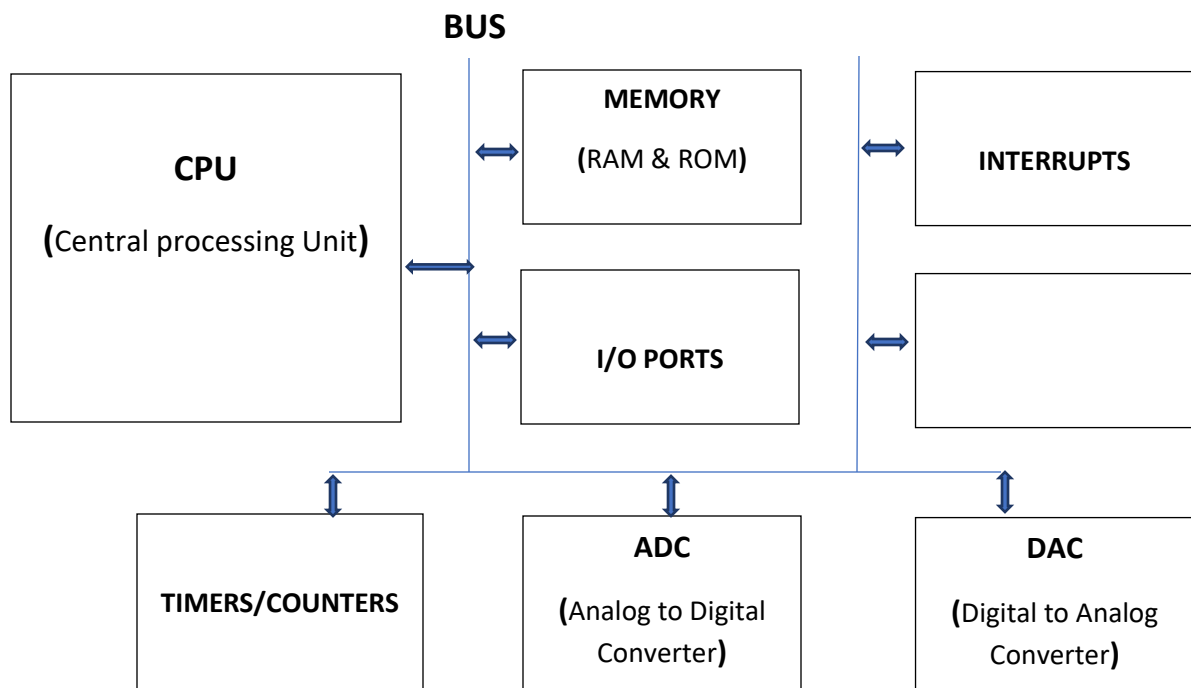 BUS
CPU
(Central processing Unit)
MEMORY
(RAM & ROM)
INTERRUPTS
I/O PORTS
TIMERS/COUNTERS
ADC
(Analog to Digital
Converter)
DAC
(Digital to Analog
Converter)